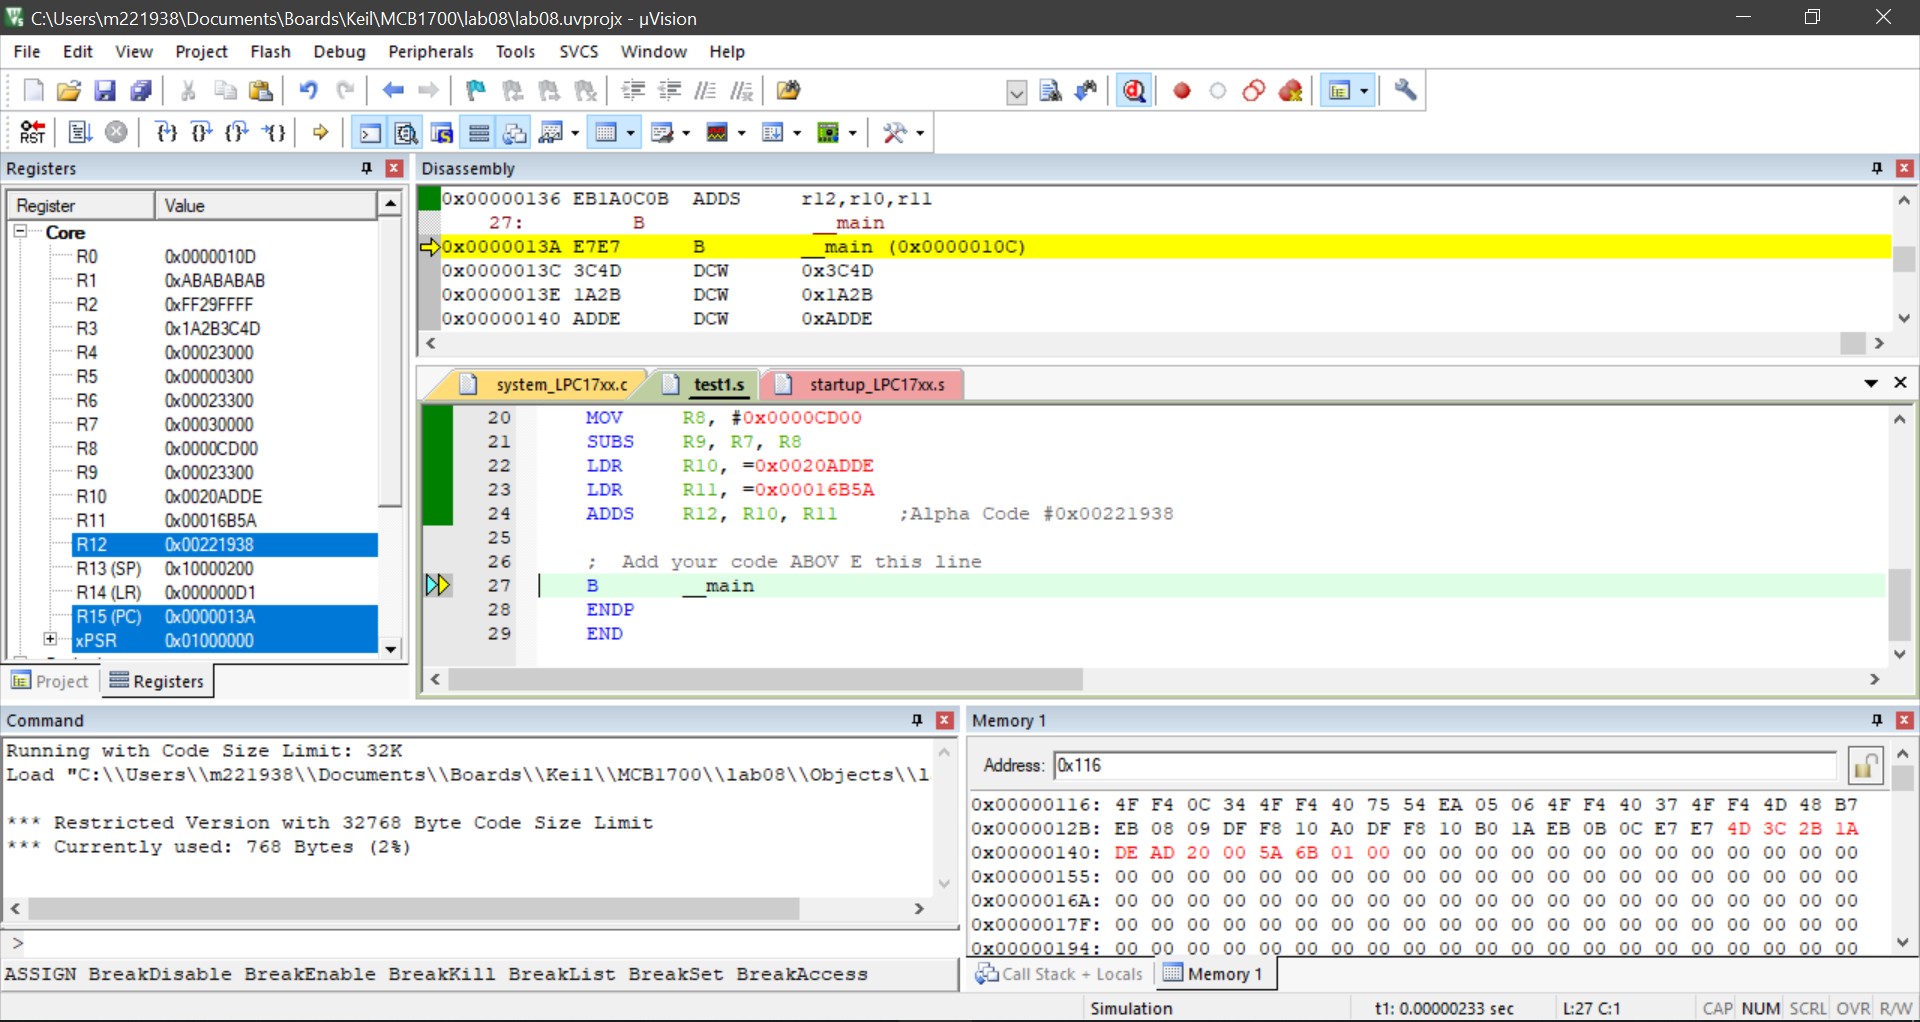 C:\Users\m221938\Documents\Boards\Keil\MCB1700\lab08\lab08.uvprojx - µVision
File Edit View Project Flash Debug Peripherals Tools SVCS Window Help
RST
Registers
Register Value
Core
R0 0x0000010D
R1 0xABABABAB
R2 0xFF29FFFF
R3 0x1A2B3C4D
R4 0x00023000
R5 0x00000300
R6 0x00023300
R7 0x00030000
R8 0x0000CD00
R9 0x00023300
R10 0x0020ADDE
R11 0x00016B5A
R12 0x00221938
R13 (SP) 0x10000200
R14 (LR) 0x000000D1
R15 (PC) 0x0000013A
xPSR 0x01000000
Project Registers
Disassembly
0x00000136 EB1A0C0B ADDS r12,r10,r11
27: B __main
0x0000013A E7E7 B __main (0x0000010C)
0x0000013C 3C4D DCW 0x3C4D
0x0000013E 1A2B DCW 0x1A2B
0x00000140 ADDE DCW 0xADDE
system_LPC17xx.c test1.s startup_LPC17xx.s
20 MOV R8, #0x0000CD00
21 SUBS R9, R7, R8
22 LDR R10, =0x0020ADDE
23 LDR R11, =0x00016B5A
24 ADDS R12, R10, R11 ;Alpha Code #0x00221938
25
26 ; Add your code ABOV E this line
27 B __main
28 ENDP
29 END
Command
Running with Code Size Limit: 32K
Load "C:\\Users\\m221938\\Documents\\Boards\\Keil\\MCB1700\\lab08\\Objects\\l
*** Restricted Version with 32768 Byte Code Size Limit
*** Currently used: 768 Bytes (2%)
>
ASSIGN BreakDisable BreakEnable BreakKill BreakList BreakSet BreakAccess
Memory 1
Address: 0x116
0x00000116: 4F F4 0C 34 4F F4 40 75 54 EA 05 06 4F F4 40 37 4F F4 4D 48 B7
0x0000012B: EB 08 09 DF F8 10 A0 DF F8 10 B0 1A EB 0B 0C E7 E7 4D 3C 2B 1A
0x00000140: DE AD 20 00 5A 6B 01 00 00 00 00 00 00 00 00 00 00 00 00 00 00
0x00000155: 00 00 00 00 00 00 00 00 00 00 00 00 00 00 00 00 00 00 00 00 00
0x0000016A: 00 00 00 00 00 00 00 00 00 00 00 00 00 00 00 00 00 00 00 00 00
0x0000017F: 00 00 00 00 00 00 00 00 00 00 00 00 00 00 00 00 00 00 00 00 00
0x00000194: 00 00 00 00 00 00 00 00 00 00 00 00 00 00 00 00 00 00 00 00 00
Call Stack + Locals Memory 1
Simulation t1: 0.00000233 sec L:27 C:1 CAP NUM SCRL OVR R/W